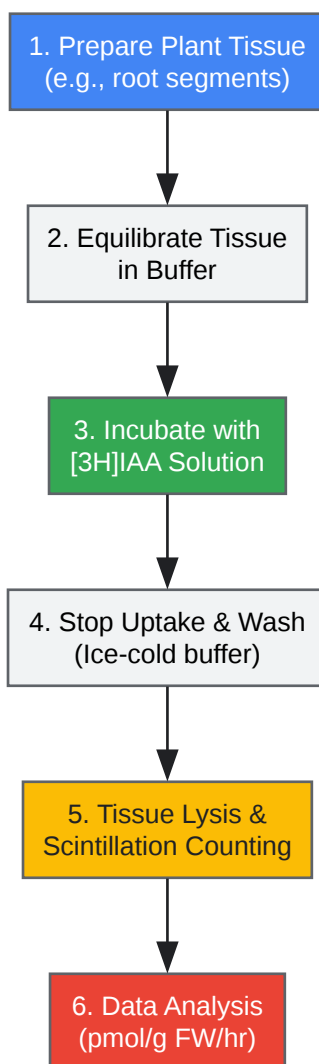 1. Prepare Plant Tissue
(e.g., root segments)
2. Equilibrate Tissue
in Buffer
3. Incubate with
[3H]IAA Solution
4. Stop Uptake & Wash
(Ice-cold buffer)
5. Tissue Lysis &
Scintillation Counting
6. Data Analysis
(pmol/g FW/hr)